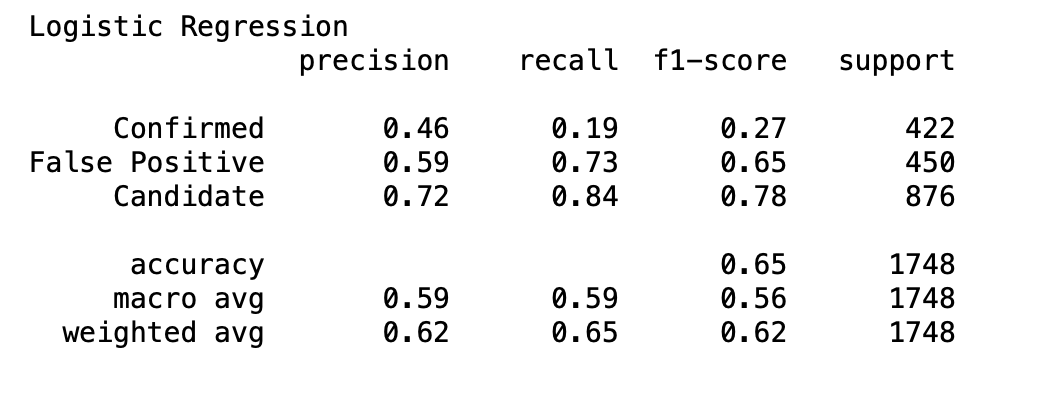 Logistic Regression
precision recall f1-score support
Confirmed 0.46 0.19 0.27 422
False Positive 0.59 0.73 0.65 450
Candidate 0.72 0.84 0.78 876
accuracy 0.65 1748
macro avg 0.59 0.59 0.56 1748
weighted avg 0.62 0.65 0.62 1748